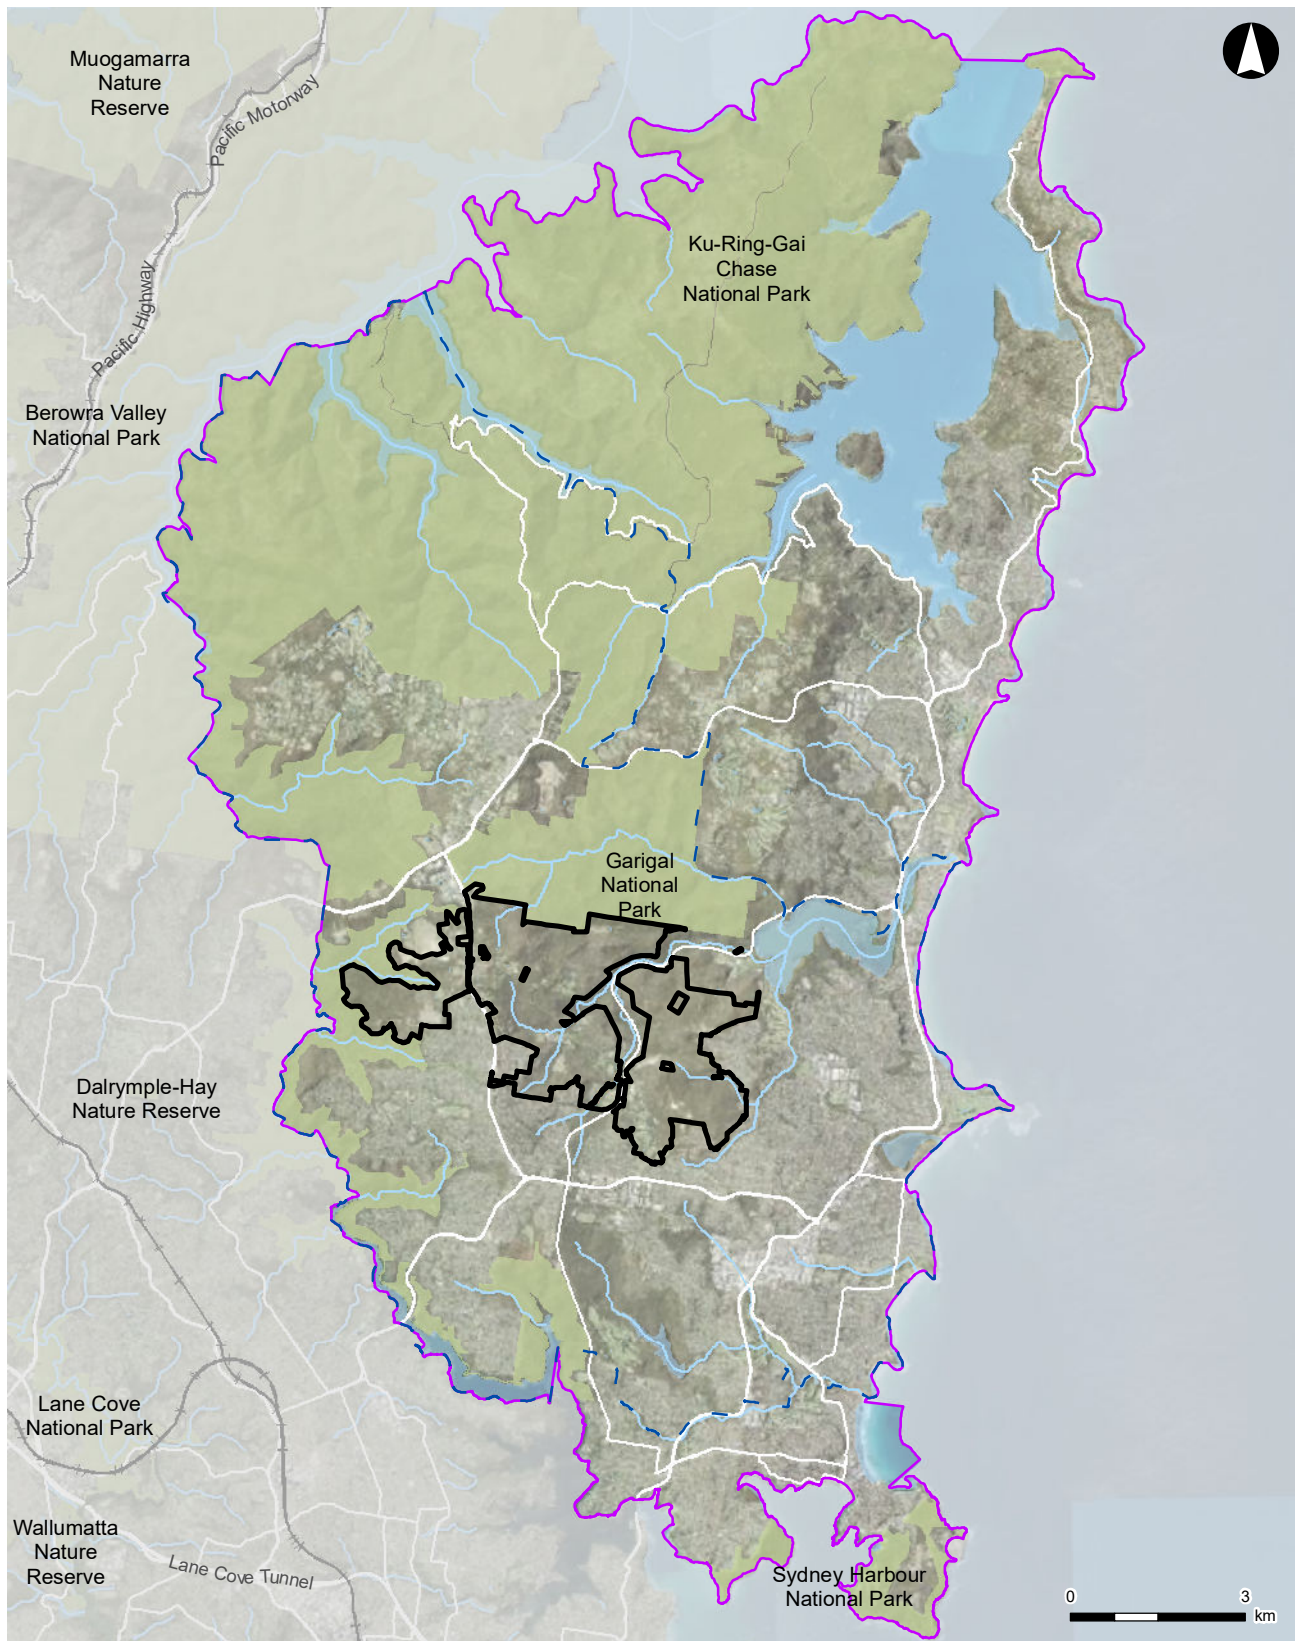 Muogamarra
Nature
Reserve
Pacific Motorway
Ku-Ring-Gai
Chase
National Park
Pacific Highway
Berowra Valley
National Park
Garigal
National
Park
Dalrymple-Hay
Nature Reserve
Lane Cove
National Park
Wallumatta
Nature
Reserve
Lane Cove Tunnel
Sydney Harbour
National Park
0 3
km